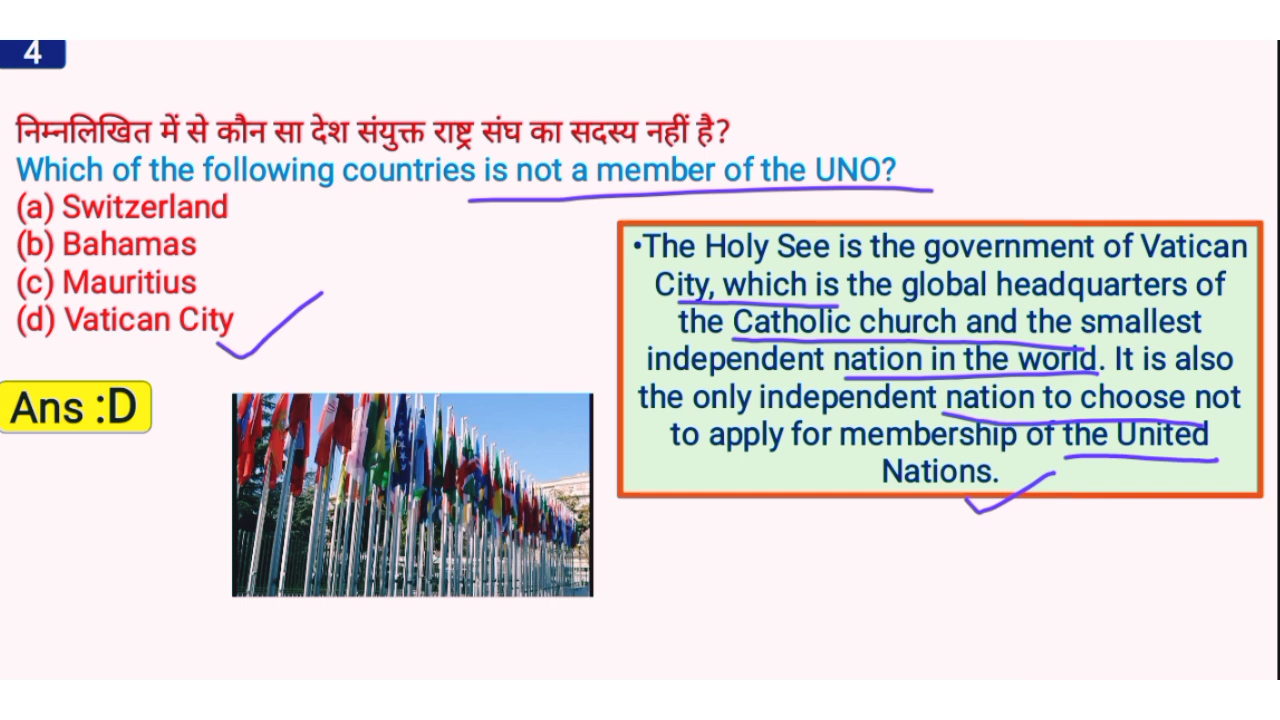 4
निम्नलिखित में से कौन सा देश संयुक्त राष्ट्र संघ का सदस्य नहीं है?
Which of the following countries is not a member of the UNO?
(a) Switzerland
(b) Bahamas
(c) Mauritius
(d) Vatican City
Ans :D
•The Holy See is the government of Vatican
City, which is the global headquarters of
the Catholic church and the smallest
independent nation in the world. It is also
the only independent nation to choose not
to apply for membership of the United
Nations.